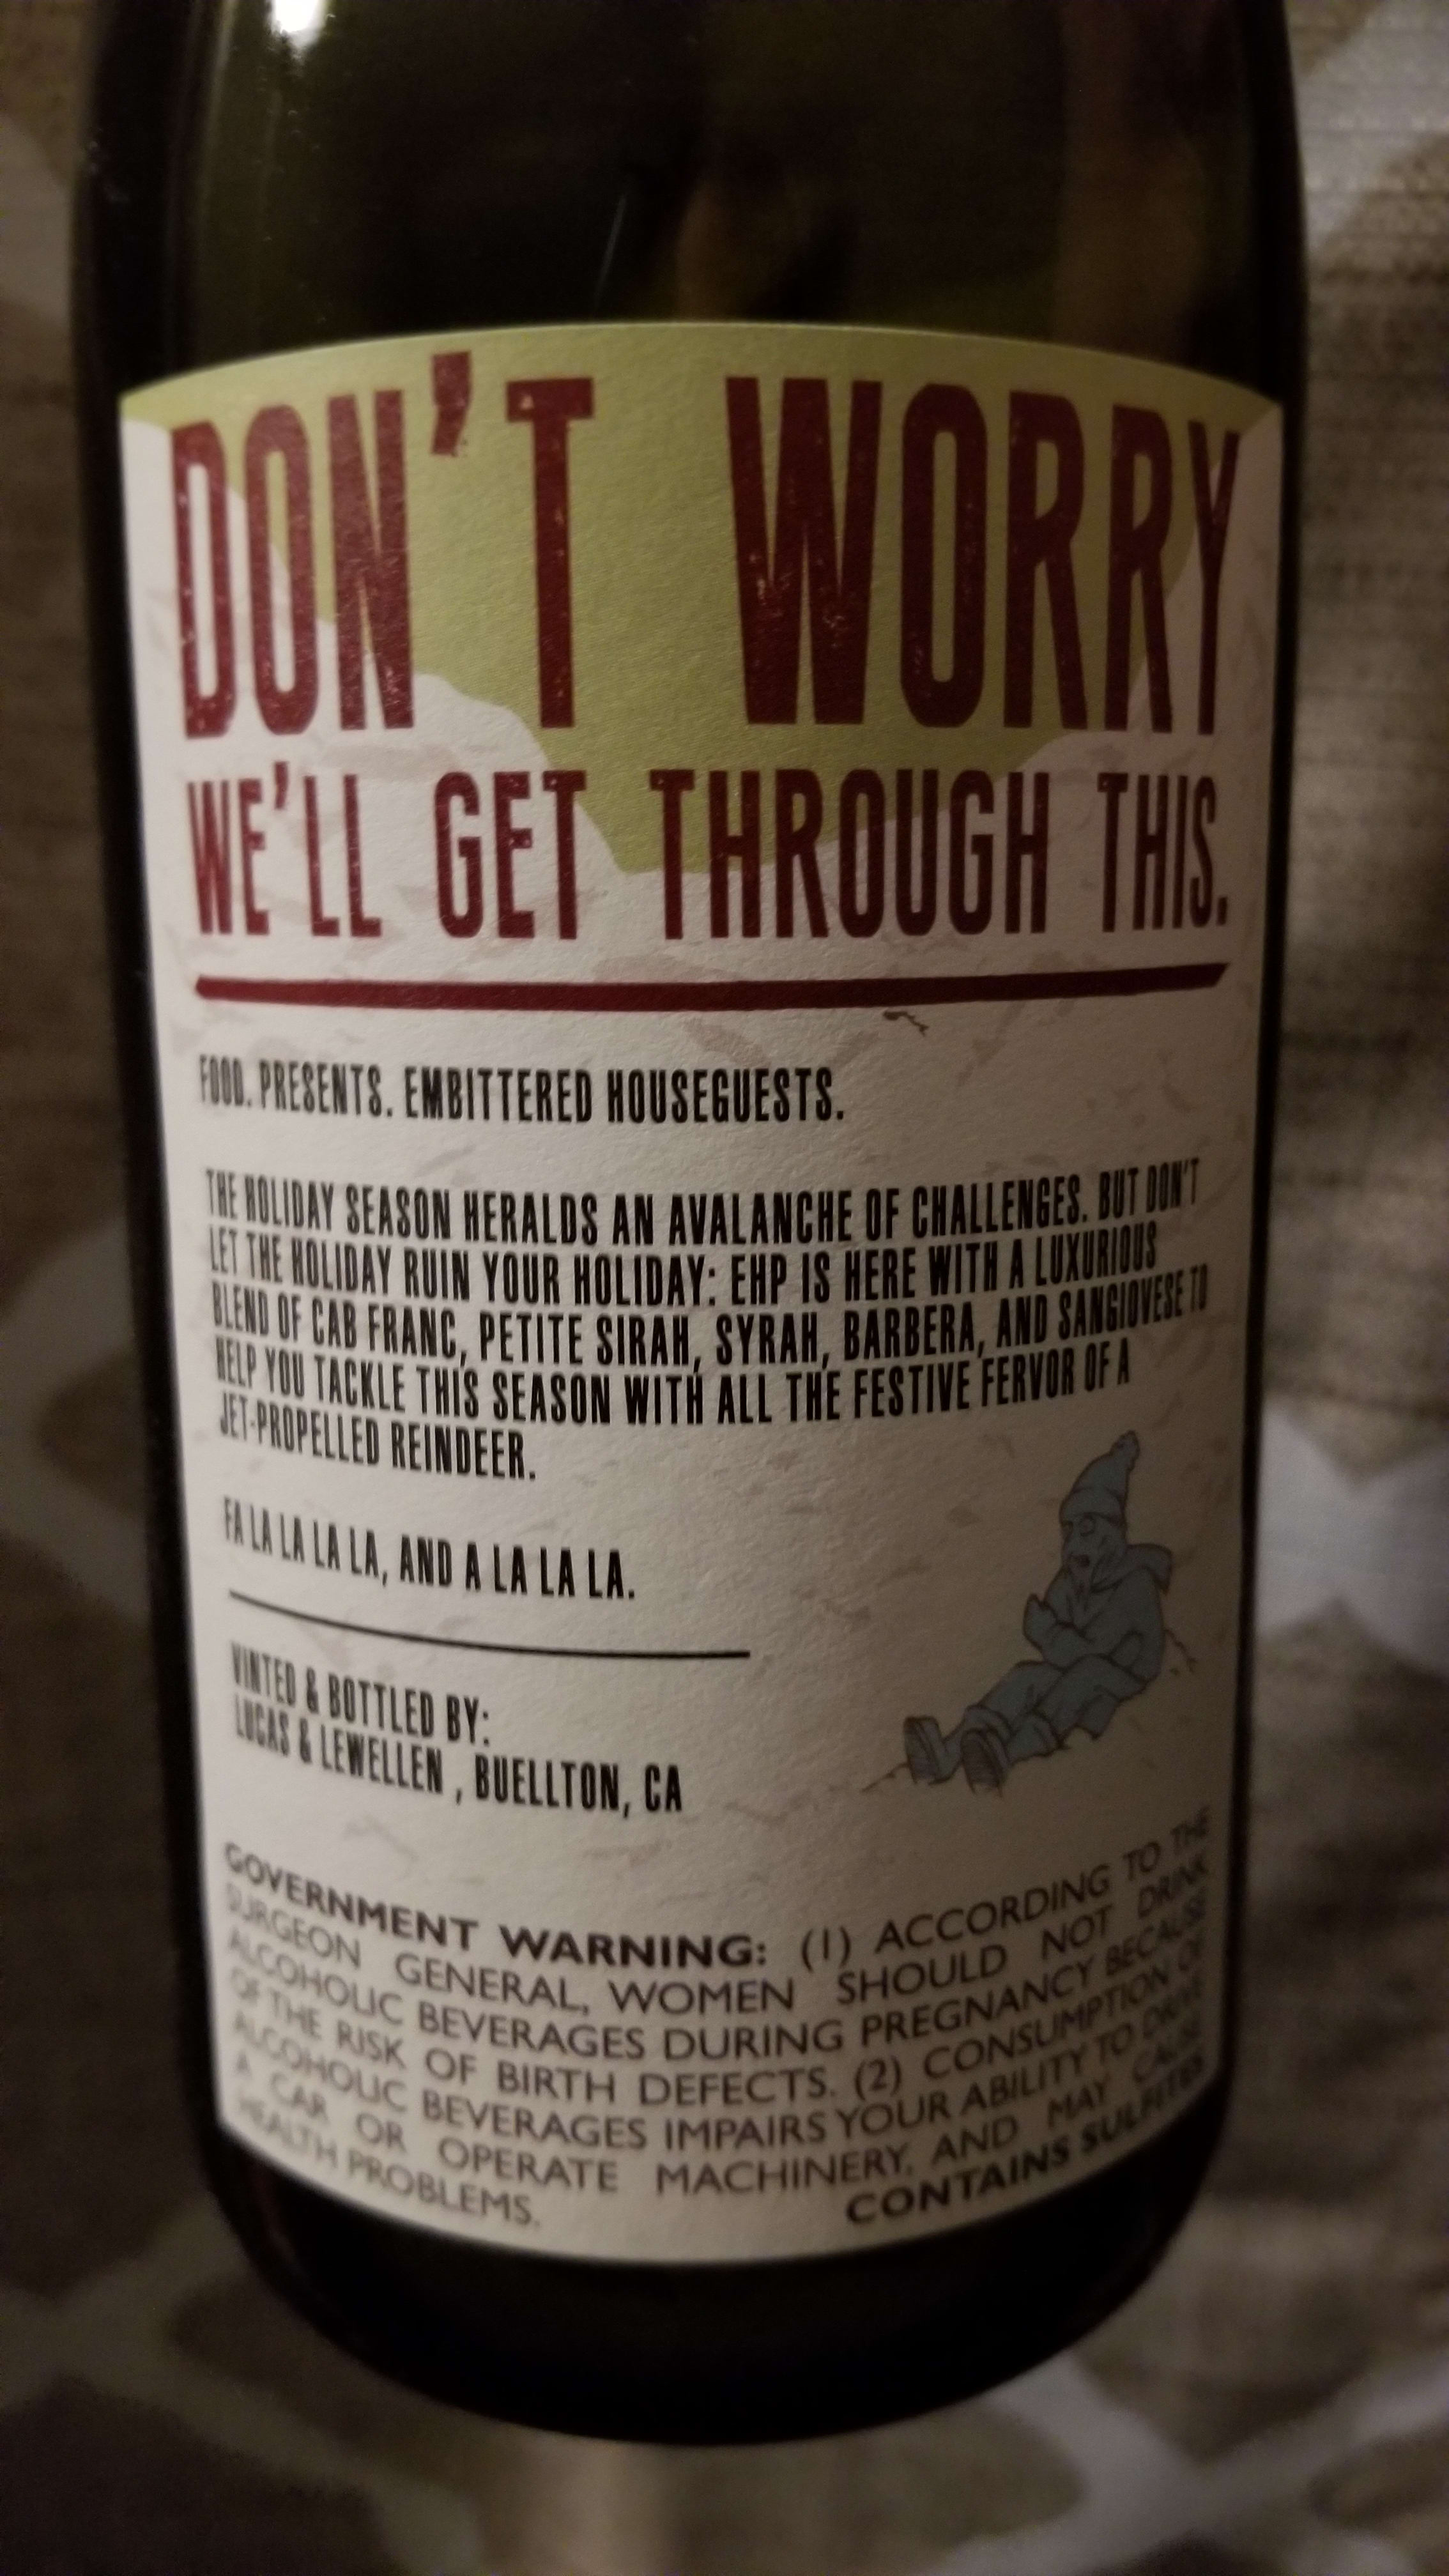 DON'T WORRY
WE'LL GET THROUGH THIS.
FOOD. PRESENTS. EMBITTERED HOUSEGUESTS.
THE HOLIDAY SEASON HERALDS AN AVALANCHE OF CHALLENGES. BUT DON'T
LET THE HOLIDAY RUIN YOUR HOLIDAY: EHP IS HERE WITH A LUXURIOUS
BLEND OF CAB FRANC, PETITE SIRAH, SYRAH, BARBERA, AND SANGIOVESE TO
HELP YOU TACKLE THIS SEASON WITH ALL THE FESTIVE FERVOR OF A
JET-PROPELLED REINDEER.
FA LA LA LA LA, AND A LA LA LA.
VINTED & BOTTLED BY:
LUCAS & LEWELLEN , BUELLTON, CA
GOVERNMENT WARNING: (1) ACCORDING TO THE
SURGEON GENERAL, WOMEN SHOULD NOT DRINK
ALCOHOLIC BEVERAGES DURING PREGNANCY BECAUSE
OF THE RISK OF BIRTH DEFECTS. (2) CONSUMPTION OF
ALCOHOLIC BEVERAGES IMPAIRS YOUR ABILITY TO DRIVE
A CAR OR OPERATE MACHINERY, AND MAY CAUSE
HEALTH PROBLEMS. CONTAINS SULFITES